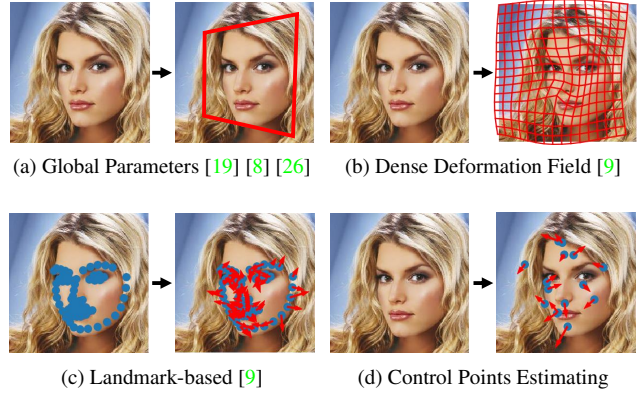 (a) Global Parameters [19] [8] [26]
(b) Dense Deformation Field [9]
(c) Landmark-based [9]
(d) Control Points Estimating